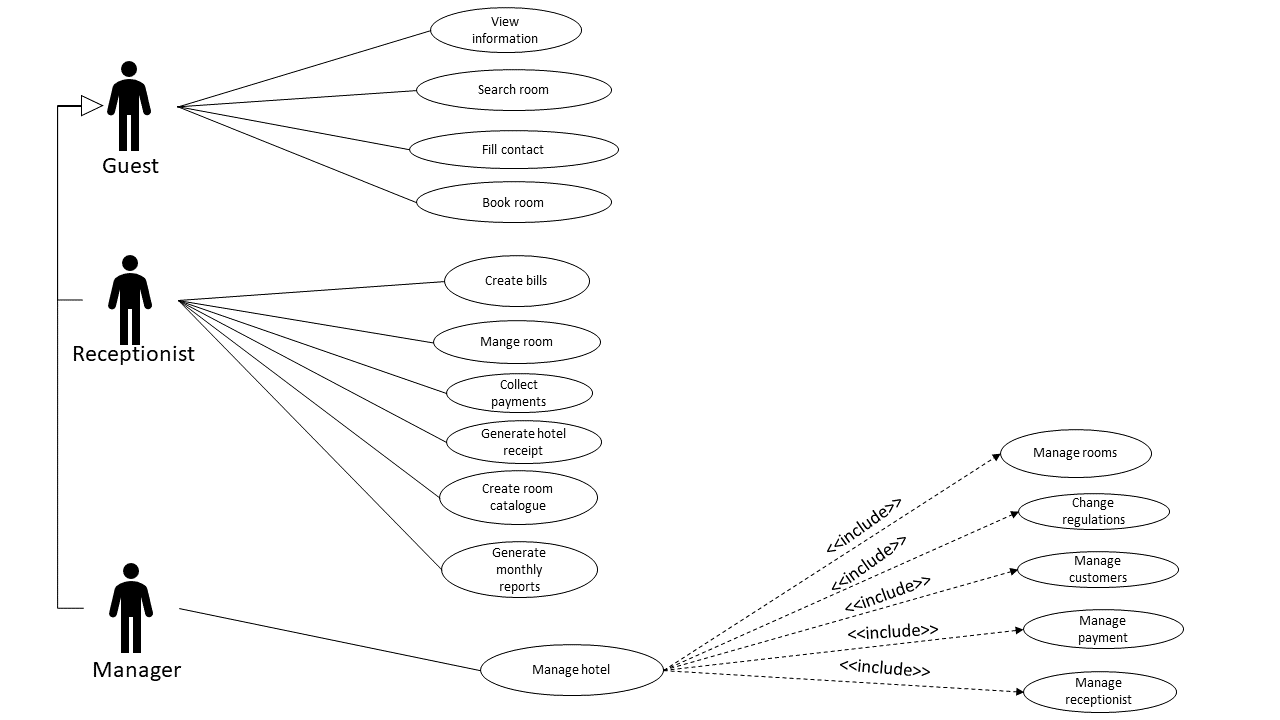 View
information
Search room
Fill contact
Book room
Guest
Create bills
Mange room
Collect
payments
Generate hotel
receipt
Create room
catalogue
Generate
monthly
reports
Receptionist
Manager
Manage hotel
<<include>>
<<include>>
<<include>>
<<include>>
<<include>>
Manage rooms
Change
regulations
Manage
customers
Manage
payment
Manage
receptionist